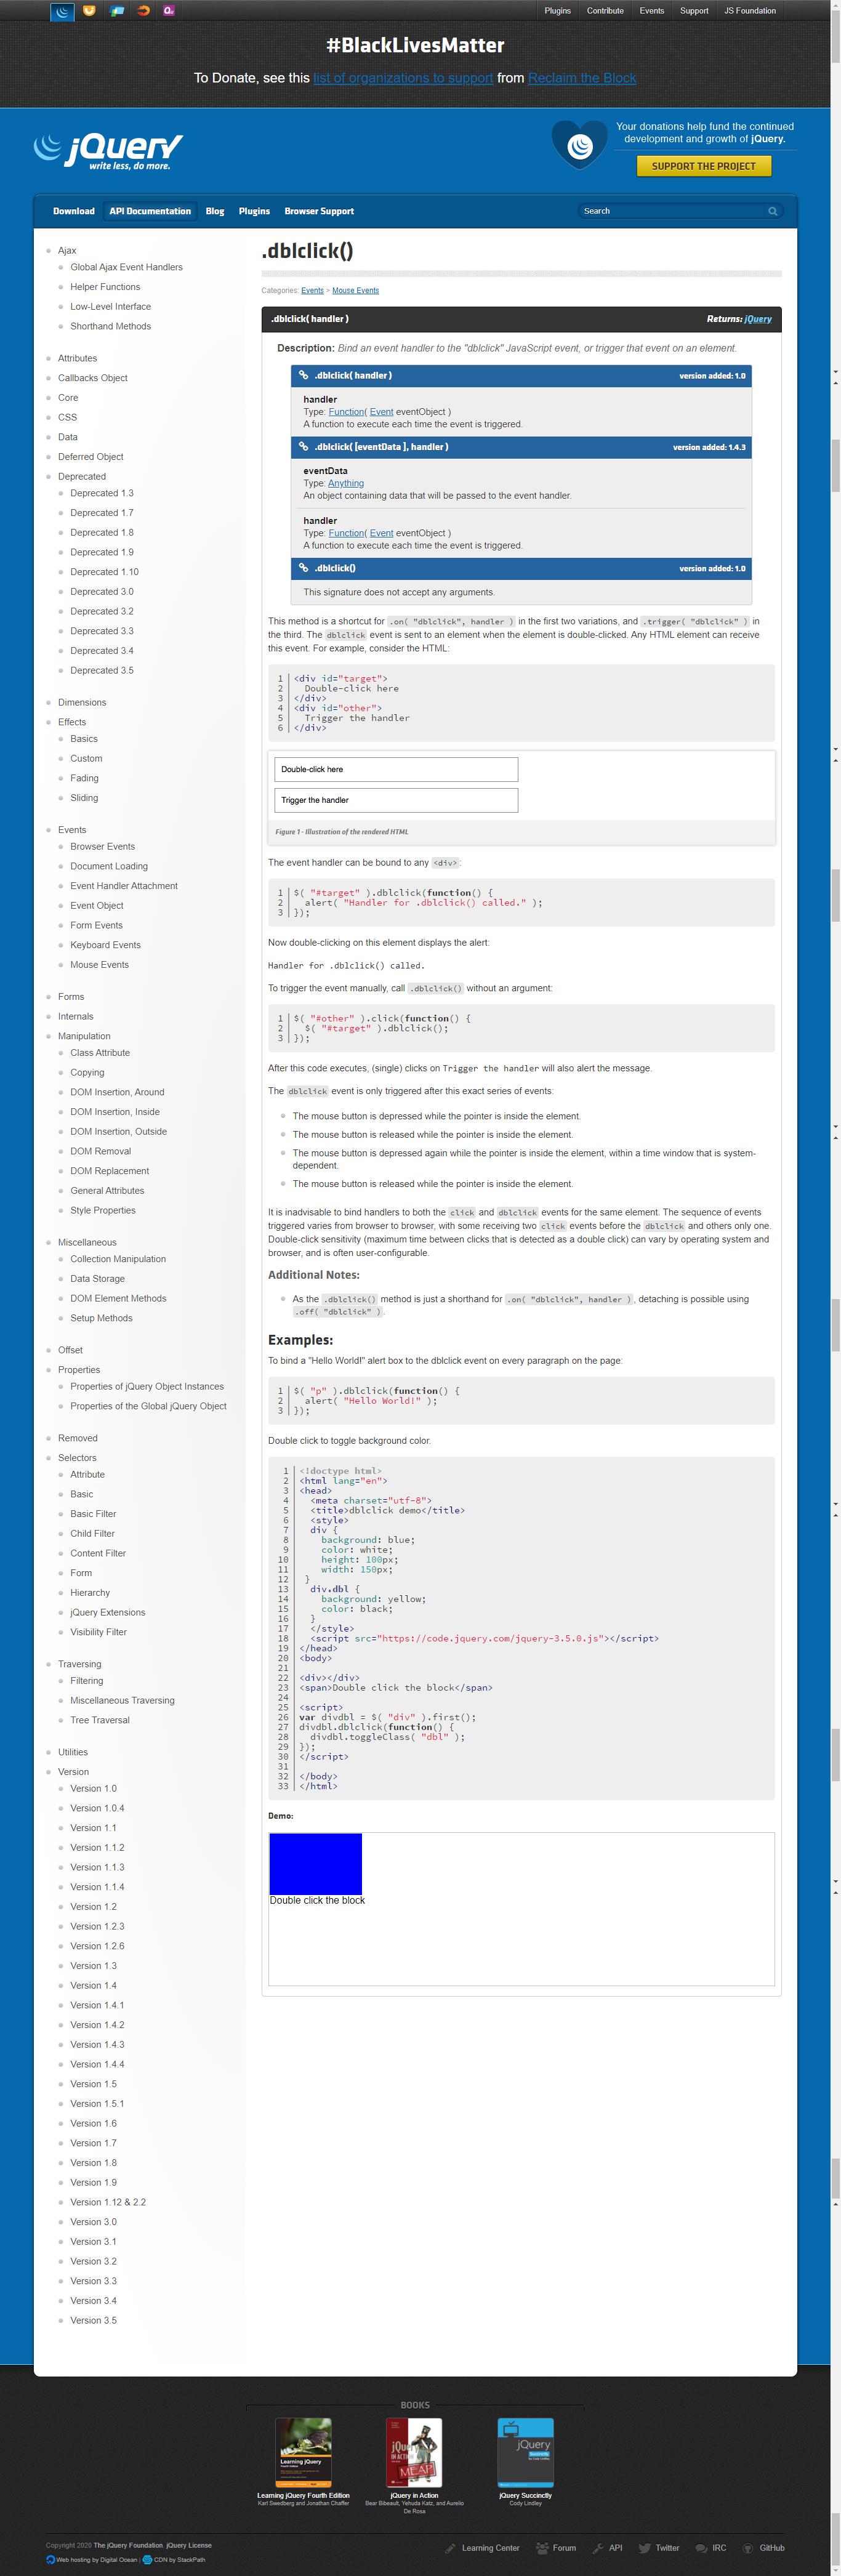 Plugins Contribute Events Support JS Foundation
#BlackLivesMatter
To Donate, see this list of organizations to support from Reclaim the Block
jQuery
write less, do more.
Your donations help fund the continued
development and growth of jQuery.
SUPPORT THE PROJECT
Download API Documentation Blog Plugins Browser Support
Search
Ajax
Global Ajax Event Handlers
Helper Functions
Low-Level Interface
Shorthand Methods
Attributes
Callbacks Object
Core
CSS
Data
Deferred Object
Deprecated
Deprecated 1.3
Deprecated 1.7
Deprecated 1.8
Deprecated 1.9
Deprecated 1.10
Deprecated 3.0
Deprecated 3.2
Deprecated 3.3
Deprecated 3.4
Deprecated 3.5
Dimensions
Effects
Basics
Custom
Fading
Sliding
Events
Browser Events
Document Loading
Event Handler Attachment
Event Object
Form Events
Keyboard Events
Mouse Events
Forms
Internals
Manipulation
Class Attribute
Copying
DOM Insertion, Around
DOM Insertion, Inside
DOM Insertion, Outside
DOM Removal
DOM Replacement
General Attributes
Style Properties
Miscellaneous
Collection Manipulation
Data Storage
DOM Element Methods
Setup Methods
Offset
Properties
Properties of jQuery Object Instances
Properties of the Global jQuery Object
Removed
Selectors
Attribute
Basic
Basic Filter
Child Filter
Content Filter
Form
Hierarchy
jQuery Extensions
Visibility Filter
Traversing
Filtering
Miscellaneous Traversing
Tree Traversal
Utilities
Version
Version 1.0
Version 1.0.4
Version 1.1
Version 1.1.2
Version 1.1.3
Version 1.1.4
Version 1.2
Version 1.2.3
Version 1.2.6
Version 1.3
Version 1.4
Version 1.4.1
Version 1.4.2
Version 1.4.3
Version 1.4.4
Version 1.5
Version 1.5.1
Version 1.6
Version 1.7
Version 1.8
Version 1.9
Version 1.12 & 2.2
Version 3.0
Version 3.1
Version 3.2
Version 3.3
Version 3.4
Version 3.5
.dblclick()
Categories: Events > Mouse Events
.dblclick( handler ) Returns: jQuery
Description: Bind an event handler to the "dblclick" JavaScript event, or trigger that event on an element.
.dblclick( handler ) version added: 1.0
handler
Type: Function( Event eventObject )
A function to execute each time the event is triggered.
.dblclick( [eventData ], handler ) version added: 1.4.3
eventData
Type: Anything
An object containing data that will be passed to the event handler.
handler
Type: Function( Event eventObject )
A function to execute each time the event is triggered.
.dblclick() version added: 1.0
This signature does not accept any arguments.
This method is a shortcut for .on( "dblclick", handler ) in the first two variations, and .trigger( "dblclick" ) in
the third. The dblclick event is sent to an element when the element is double-clicked. Any HTML element can receive
this event. For example, consider the HTML:
1 <div id="target">
2 Double-click here
3 </div>
4 <div id="other">
5 Trigger the handler
6 </div>
Double-click here
Trigger the handler
Figure 1 - Illustration of the rendered HTML
The event handler can be bound to any <div>:
1 $( "#target" ).dblclick(function() {
2 alert( "Handler for .dblclick() called." );
3 });
Now double-clicking on this element displays the alert:
Handler for .dblclick() called.
To trigger the event manually, call .dblclick() without an argument:
1 $( "#other" ).click(function() {
2 $( "#target" ).dblclick();
3 });
After this code executes, (single) clicks on Trigger the handler will also alert the message.
The dblclick event is only triggered after this exact series of events:
The mouse button is depressed while the pointer is inside the element.
The mouse button is released while the pointer is inside the element.
The mouse button is depressed again while the pointer is inside the element, within a time window that is system-
dependent.
The mouse button is released while the pointer is inside the element.
It is inadvisable to bind handlers to both the click and dblclick events for the same element. The sequence of events
triggered varies from browser to browser, with some receiving two click events before the dblclick and others only one.
Double-click sensitivity (maximum time between clicks that is detected as a double click) can vary by operating system and
browser, and is often user-configurable.
Additional Notes:
As the .dblclick() method is just a shorthand for .on( "dblclick", handler ), detaching is possible using
.off( "dblclick" ).
Examples:
To bind a "Hello World!" alert box to the dblclick event on every paragraph on the page:
1 $( "p" ).dblclick(function() {
2 alert( "Hello World!" );
3 });
Double click to toggle background color.
1 <!doctype html>
2 <html lang="en">
3 <head>
4 <meta charset="utf-8">
5 <title>dblclick demo</title>
6 <style>
7 div {
8 background: blue;
9 color: white;
10 height: 100px;
11 width: 150px;
12 }
13 div.dbl {
14 background: yellow;
15 color: black;
16 }
17 </style>
18 <script src="https://code.jquery.com/jquery-3.5.0.js"></script>
19 </head>
20 <body>
21
22 <div></div>
23 <span>Double click the block</span>
24
25 <script>
26 var divdbl = $( "div" ).first();
27 divdbl.dblclick(function() {
28 divdbl.toggleClass( "dbl" );
29 });
30 </script>
31
32 </body>
33 </html>
Demo:
Double click the block
BOOKS
Learning jQuery
jQuery in Action
MEAP
jQuery
Learning jQuery Fourth Edition
Karl Swedberg and Jonathan Chaffer
jQuery in Action
Bear Bibeault, Yehuda Katz, and Aurelio
De Rosa
jQuery Succinctly
Cody Lindley
Copyright 2020 The jQuery Foundation. jQuery License
Web hosting by Digital Ocean | CDN by StackPath
Learning Center Forum API Twitter IRC GitHub